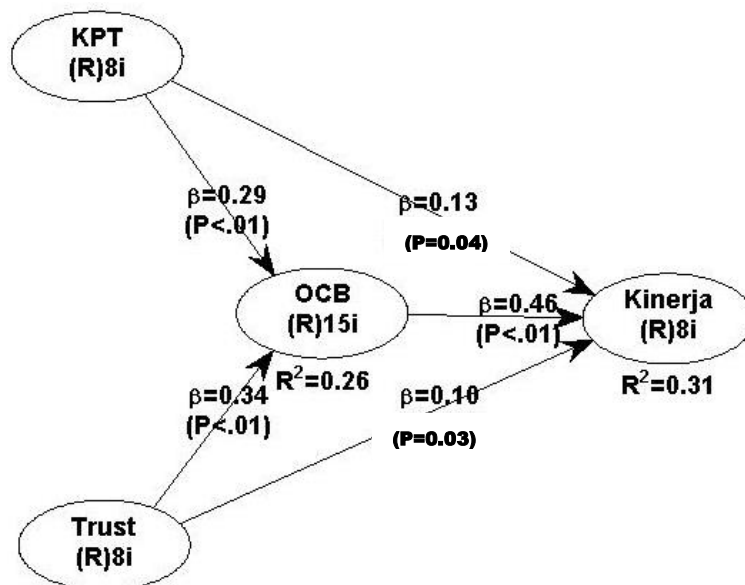 KPT
(R)8i
β=0.29
(P<.01)
β=0.13
(P=0.04)
OCB
(R)15i
R²=0.26
β=0.46
(P<.01)
Kinerja
(R)8i
R²=0.31
β=0.34
(P<.01)
β=0.10
(P=0.03)
Trust
(R)8i